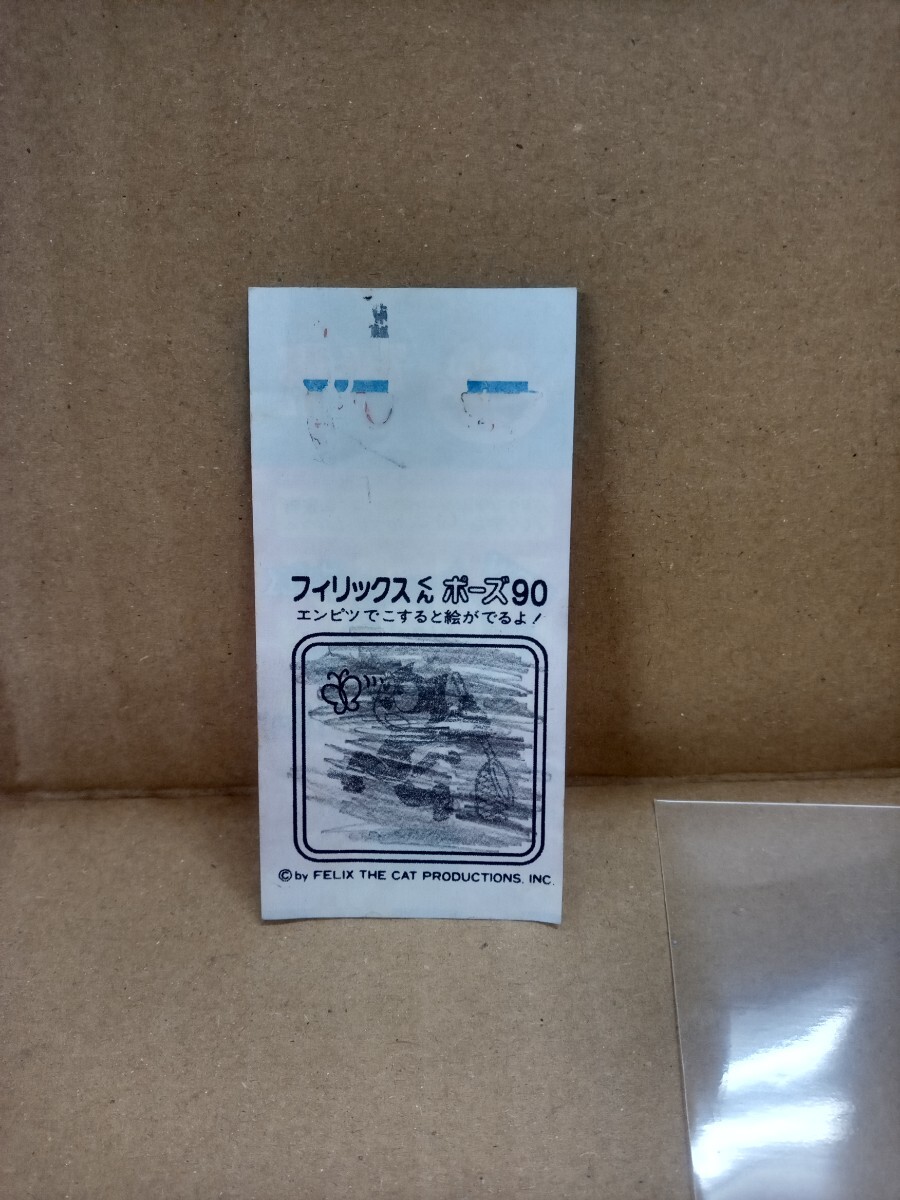 フィリックスくん ポーズ90
エンピツでこすると絵がでるよ!
©by FELIX THE CAT PRODUCTIONS, INC.